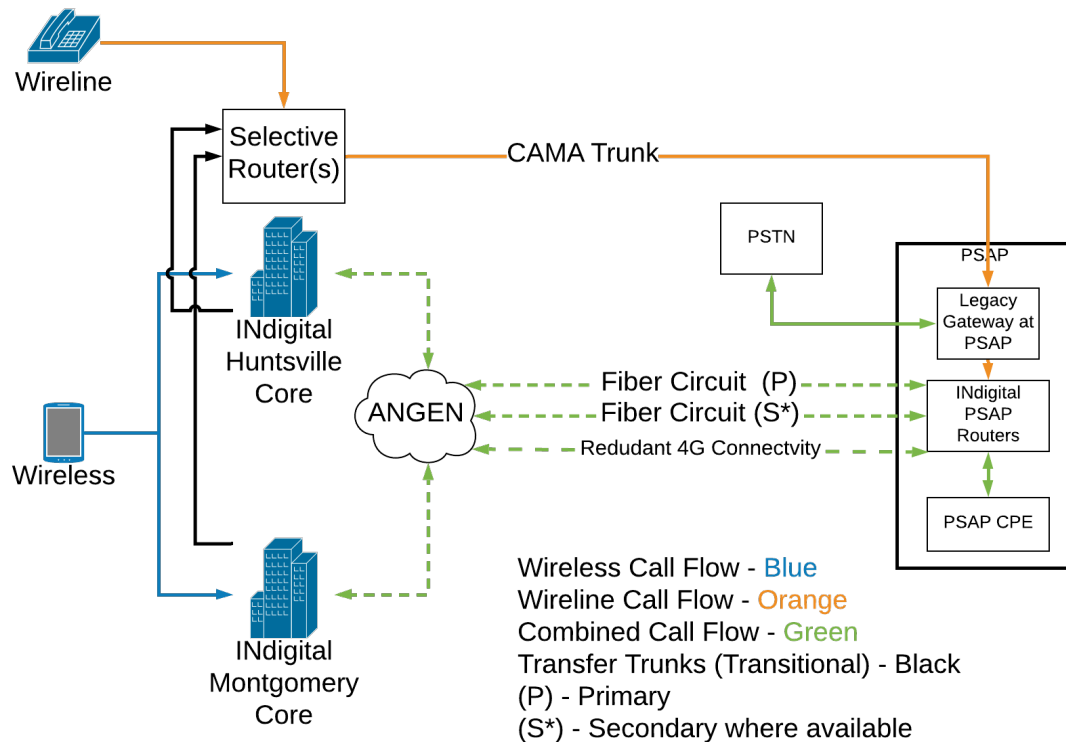 Wireline
Selective
Router(s)
CAMA Trunk
PSTN
PSAP
Legacy
Gateway at
PSAP
INdigital
Huntsville
Core
ANGEN
Fiber Circuit (P)
Fiber Circuit (S*)
Redudant 4G Connectvity
INdigital
PSAP
Routers
Wireless
PSAP CPE
INdigital
Montgomery
Core
Wireless Call Flow - Blue
Wireline Call Flow - Orange
Combined Call Flow - Green
Transfer Trunks (Transitional) - Black
(P) - Primary
(S*) - Secondary where available